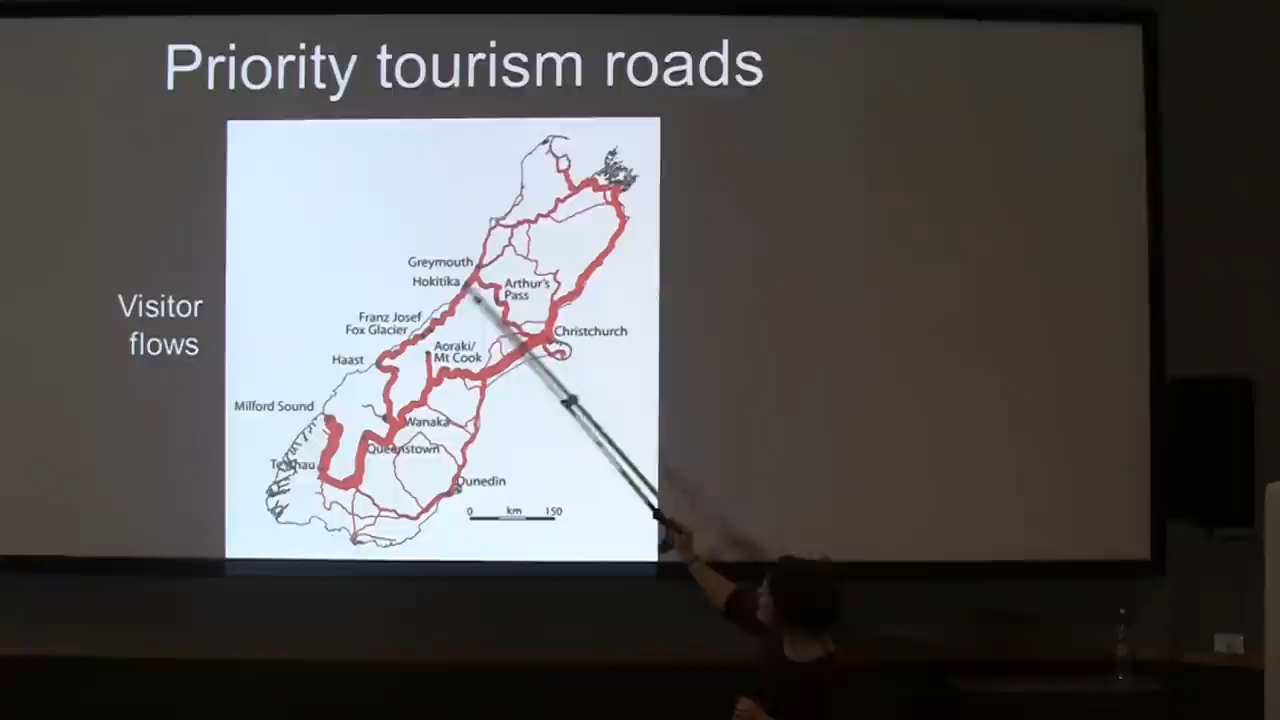 Priority tourism roads
Visitor
flows
Greymouth
Hokitika
Arthur's
Pass
Franz Josef
Fox Glacier
Christchurch
Aoraki/
Mt Cook
Haast
Milford Sound
Wanaka
Queenstown
Dunedin
0 km 150